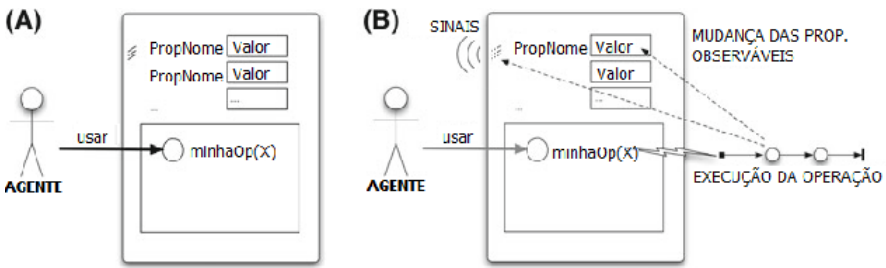 (A)
PropNome Valor
PropNome Valor
...
usar
minhaOp(X)
AGENTE
(B)
SINAIS
PropNome Valor
Valor
...
MUDANÇA DAS PROP.
OBSERVÁVEIS
usar
minhaOp(X)
AGENTE
EXECUÇÃO DA OPERAÇÃO